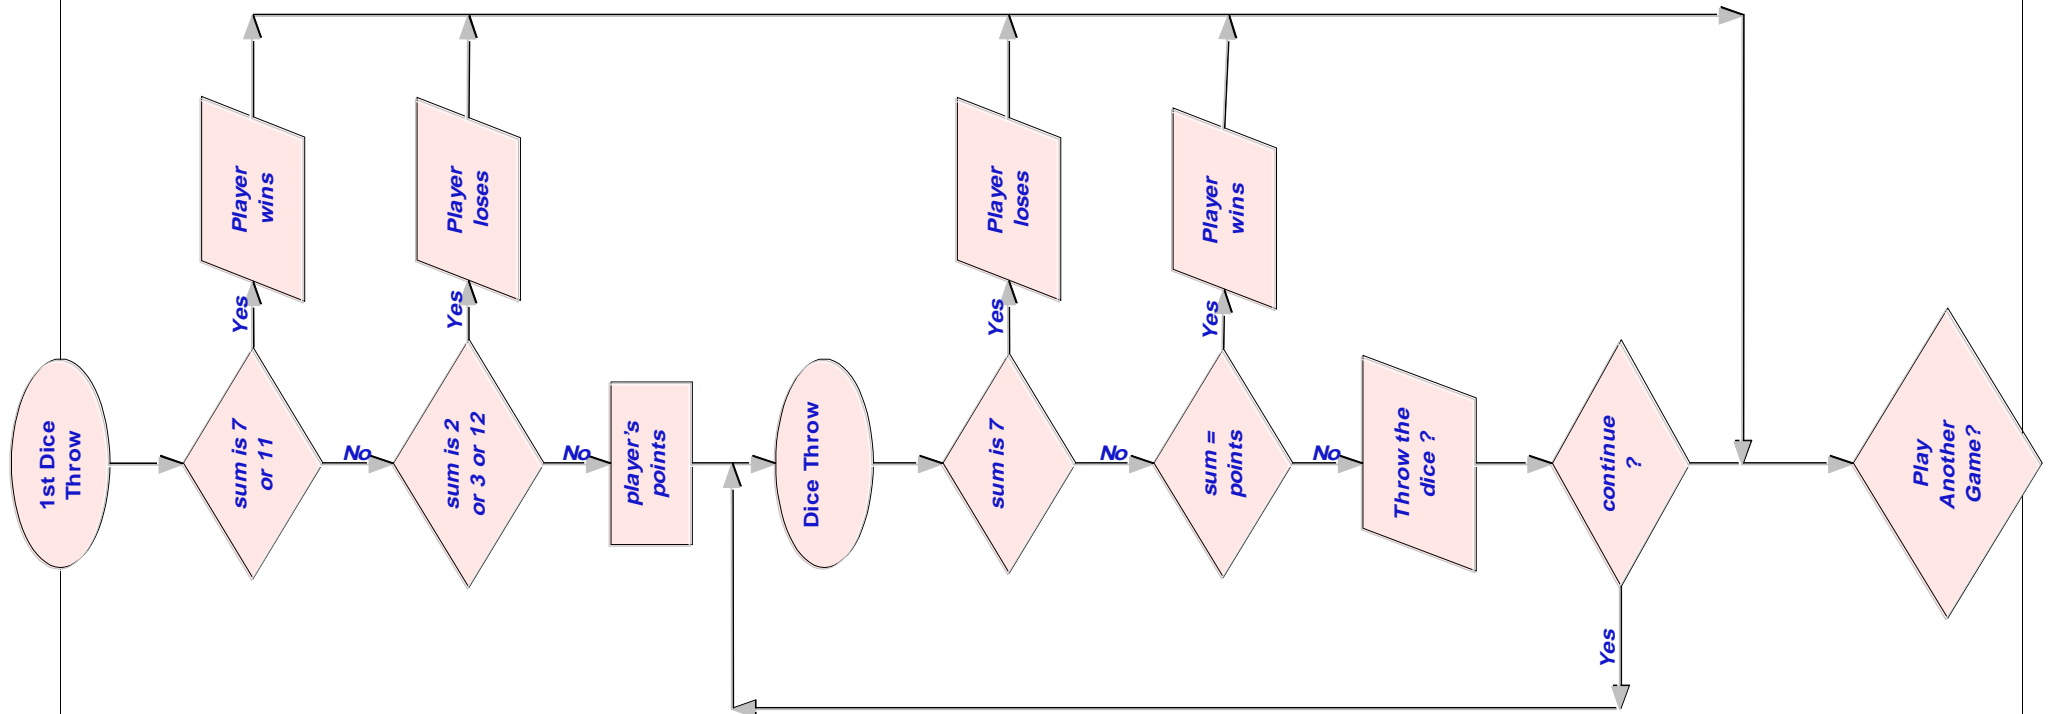 1st Dice
Throw
sum is 7
or 11
Yes
Player
wins
No
sum is 2
or 3 or 12
Yes
Player
loses
No
player's
points
Dice Throw
sum is 7
Yes
Player
loses
No
sum =
points
Yes
Player
wins
No
Throw the
dice ?
continue
?
Yes
Play
Another
Game?